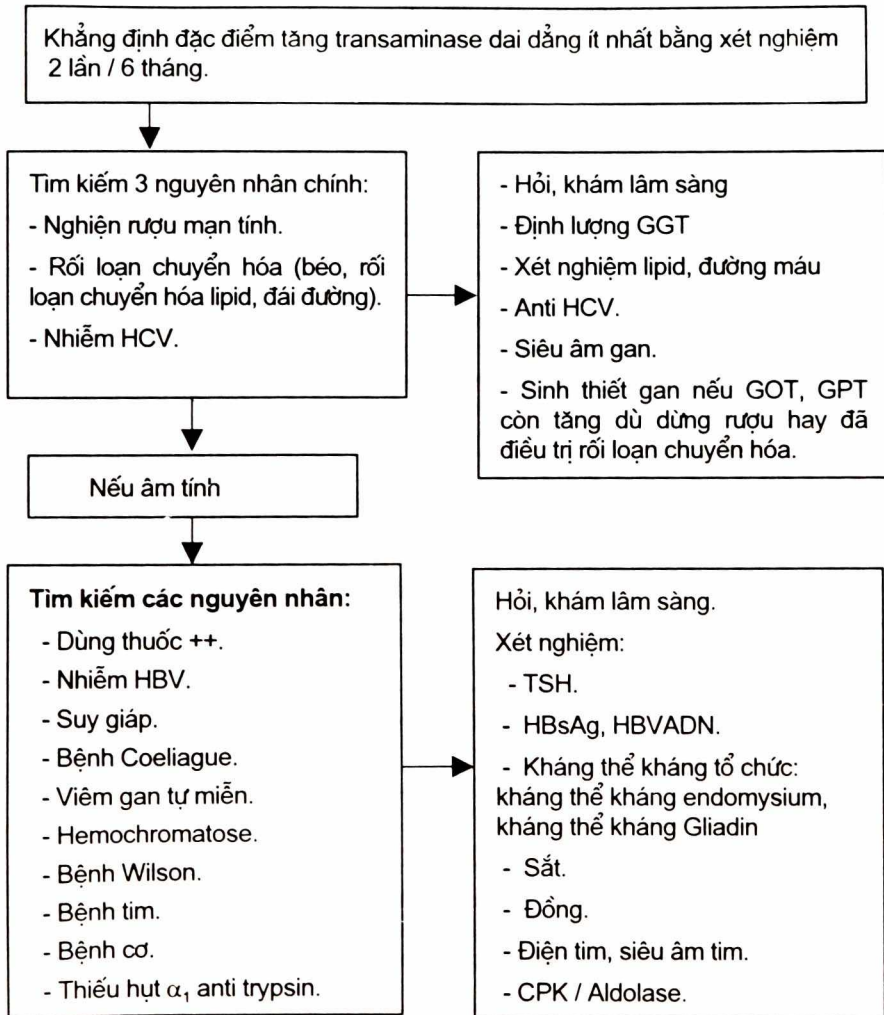 Khẳng định đặc điểm tăng transaminase dai dẳng ít nhất bằng xét nghiệm
2 lần / 6 tháng.
Tìm kiếm 3 nguyên nhân chính:
- Nghiện rượu mạn tính.
- Rối loạn chuyển hóa (béo, rối
loạn chuyển hóa lipid, đái đường).
- Nhiễm HCV.
- Hỏi, khám lâm sàng
- Định lượng GGT
- Xét nghiệm lipid, đường máu
- Anti HCV.
- Siêu âm gan.
- Sinh thiết gan nếu GOT, GPT
còn tăng dù dừng rượu hay đã
điều trị rối loạn chuyển hóa.
Nếu âm tính
Tìm kiếm các nguyên nhân:
- Dùng thuốc ++.
- Nhiễm HBV.
- Suy giáp.
- Bệnh Coeliague.
- Viêm gan tự miễn.
- Hemochromatose.
- Bệnh Wilson.
- Bệnh tim.
- Bệnh cơ.
- Thiếu hụt α₁ anti trypsin.
Hỏi, khám lâm sàng.
Xét nghiệm:
- TSH.
- HBsAg, HBVADN.
- Kháng thể kháng tổ chức:
kháng thể kháng endomysium,
kháng thể kháng Gliadin
- Sắt.
- Đồng.
- Điện tim, siêu âm tim.
- CPK / Aldolase.